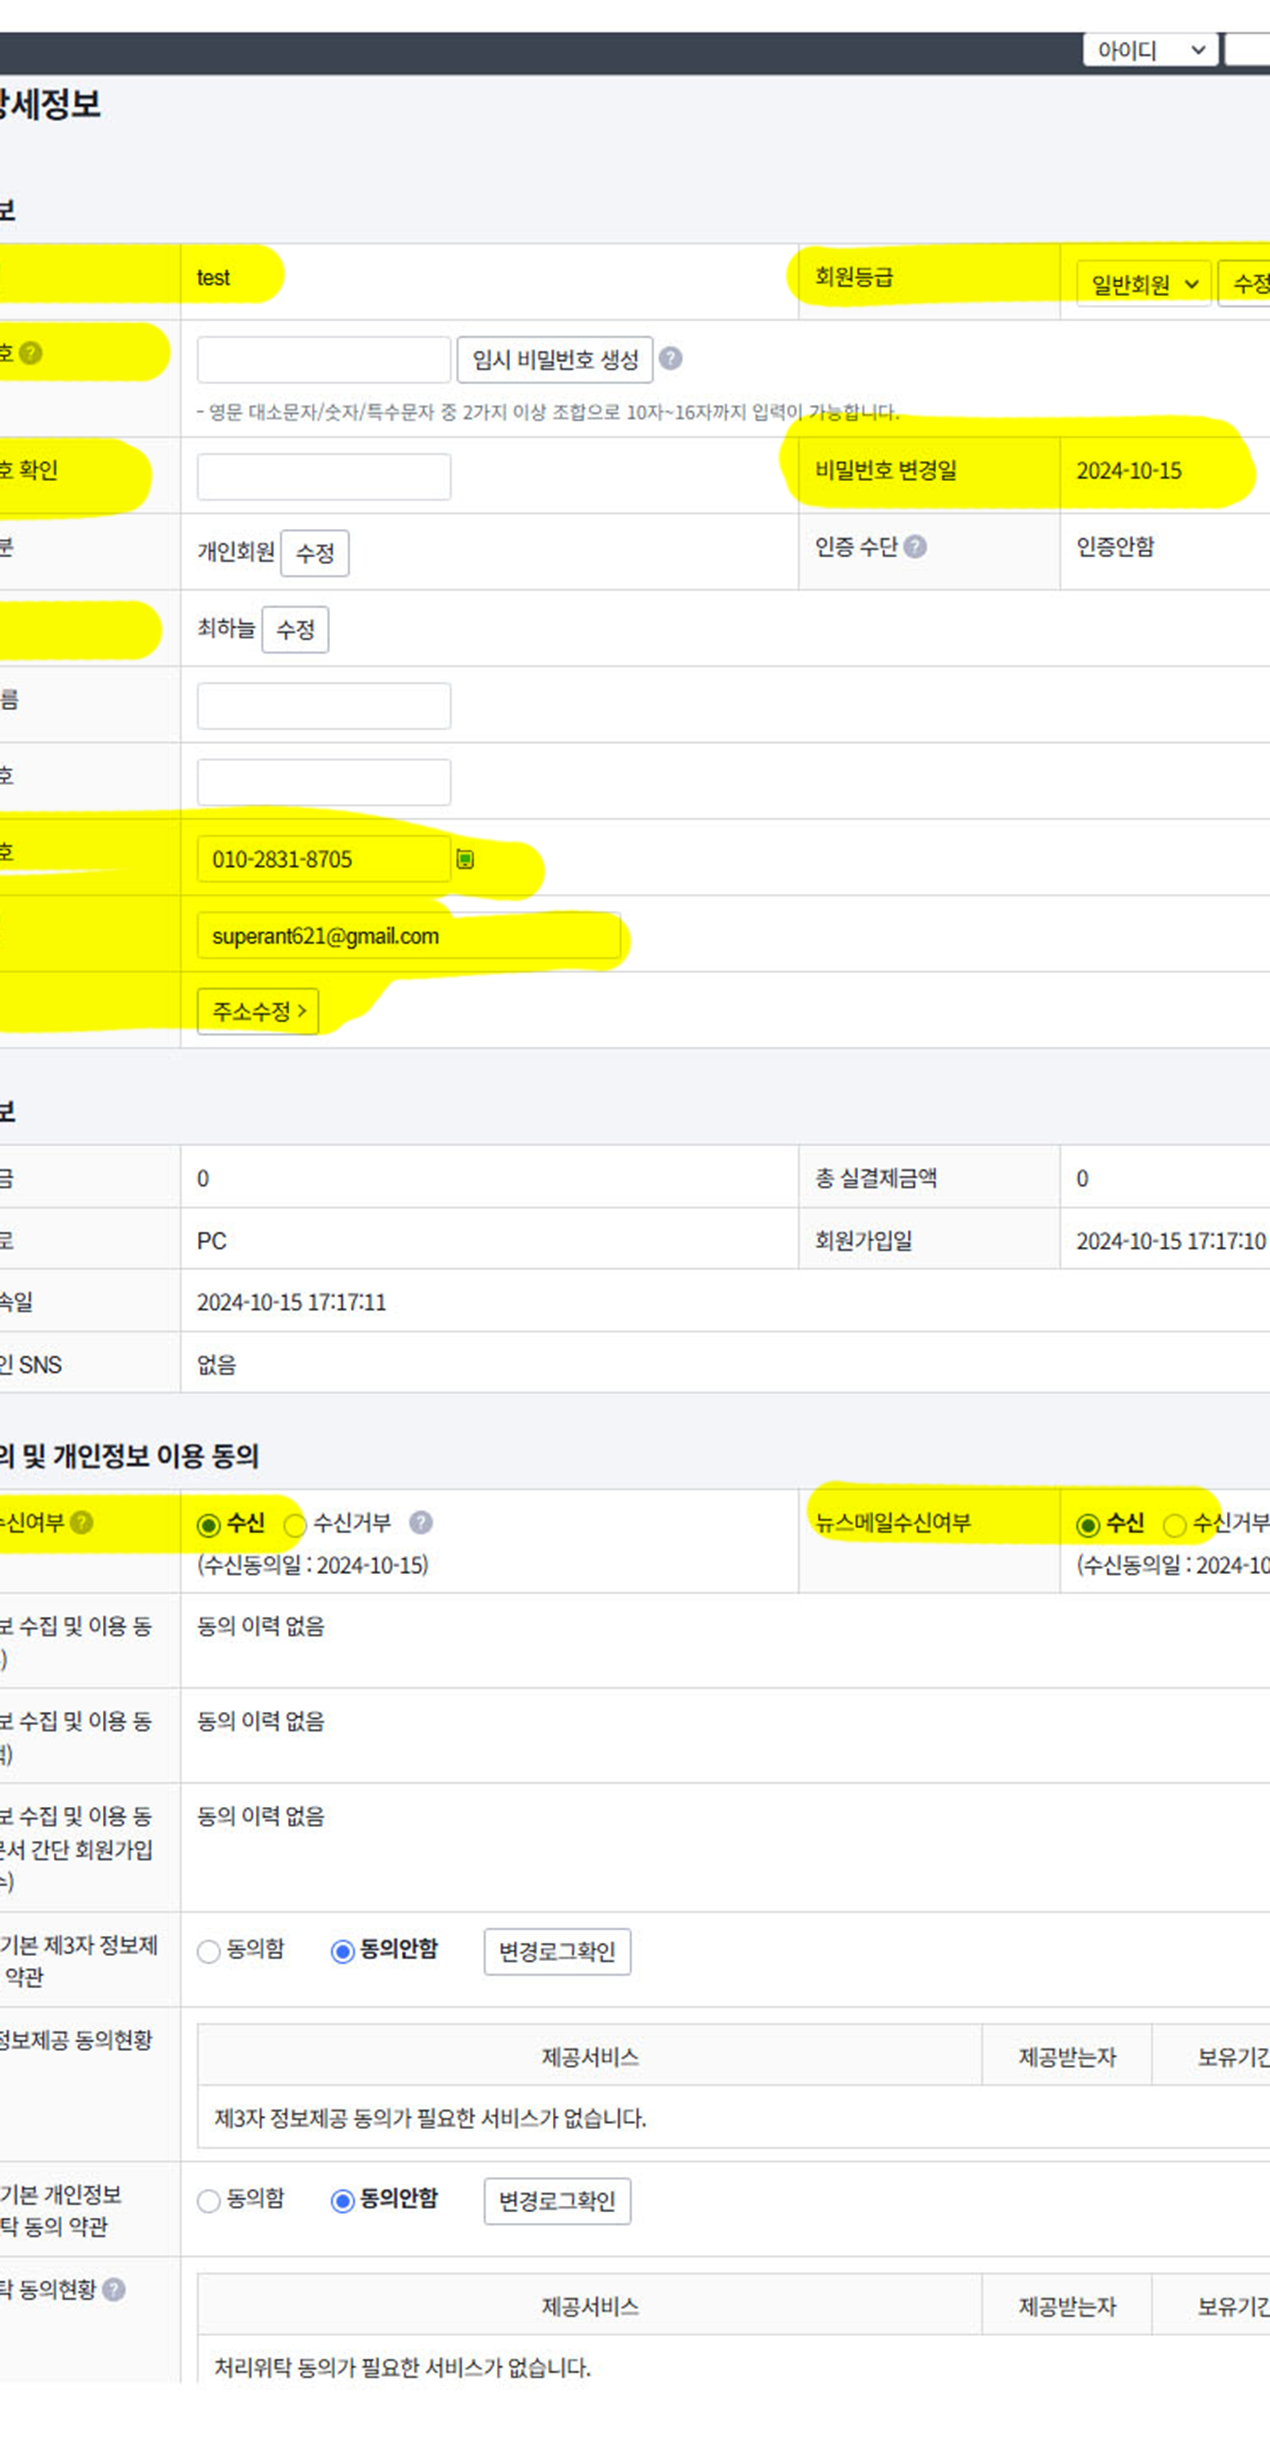 아이디
상세정보
보
test 회원등급 일반회원 수정
호
임시 비밀번호 생성
- 영문 대소문자/숫자/특수문자 중 2가지 이상 조합으로 10자~16자까지 입력이 가능합니다.
호 확인 비밀번호 변경일 2024-10-15
분 개인회원 수정 인증 수단 인증안함
최하늘 수정
름
호
호 010-2831-8705
superant621@gmail.com
주소수정 >
보
금 0 총 실결제금액 0
로 PC 회원가입일 2024-10-15 17:17:10
속일 2024-10-15 17:17:11
인 SNS 없음
의 및 개인정보 이용 동의
수신여부 수신 수신거부 뉴스메일수신여부 수신 수신거부
(수신동의일 : 2024-10-15) (수신동의일 : 2024-10
보 수집 및 이용 동 동의 이력 없음
)
보 수집 및 이용 동 동의 이력 없음
택)
보 수집 및 이용 동 동의 이력 없음
문서 간단 회원가입
수)
기본 제3자 정보제 동의함 동의안함 변경로그확인
약관
정보제공 동의현황
제공서비스 제공받는자 보유기간
제3자 정보제공 동의가 필요한 서비스가 없습니다.
기본 개인정보 동의함 동의안함 변경로그확인
탁 동의 약관
탁 동의현황
제공서비스 제공받는자 보유기간
처리위탁 동의가 필요한 서비스가 없습니다.